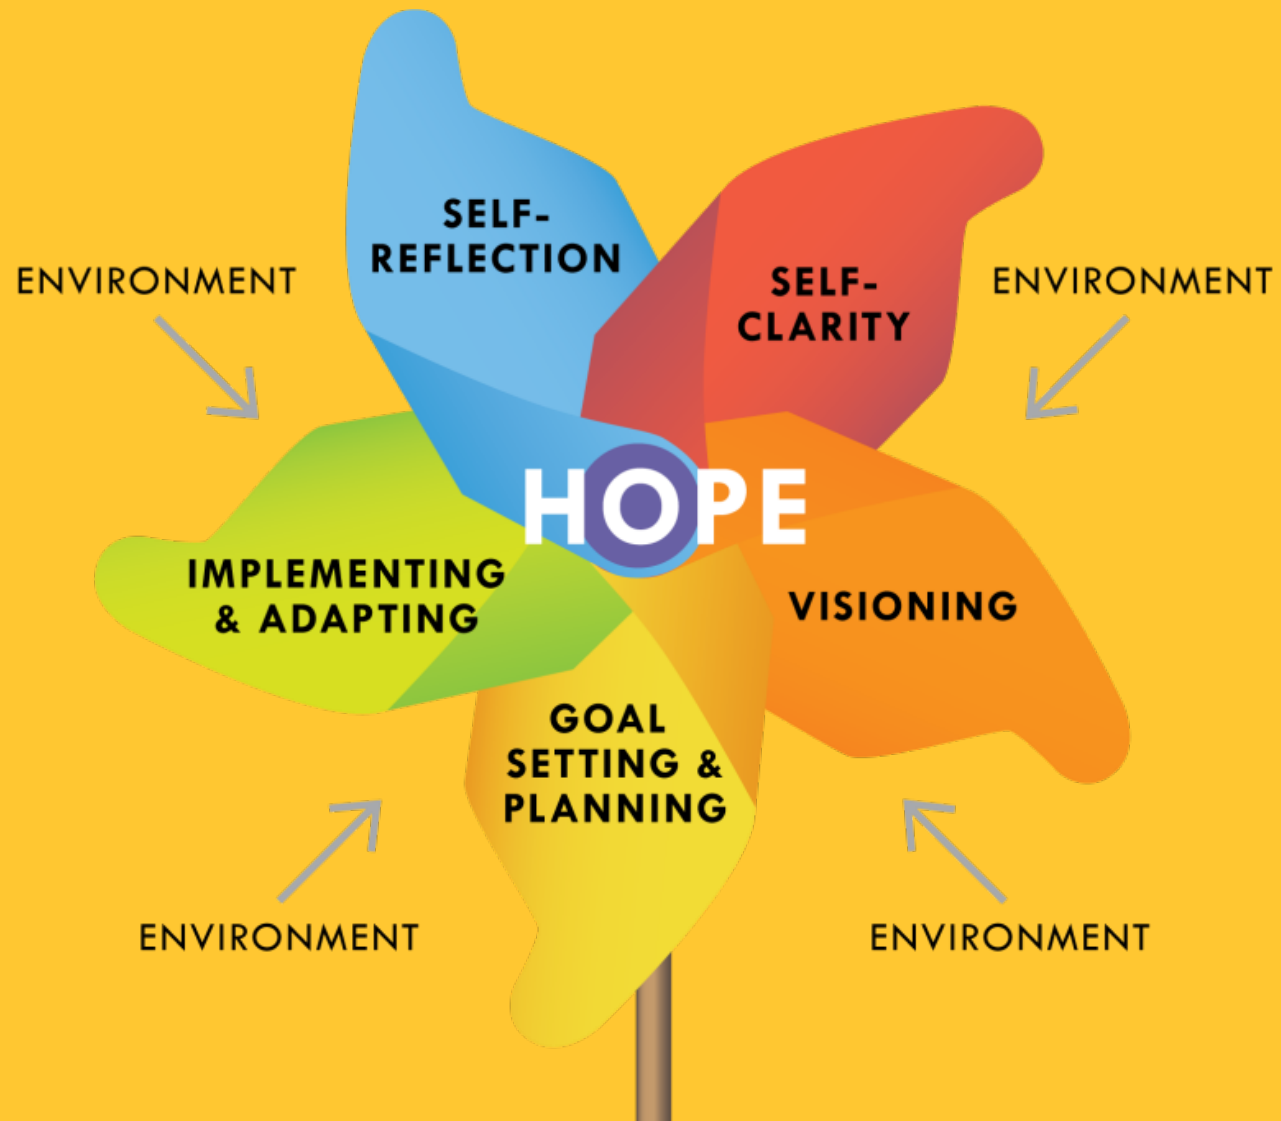 SELF-
REFLECTION
SELF-
CLARITY
ENVIRONMENT
ENVIRONMENT
HOPE
IMPLEMENTING
& ADAPTING
VISIONING
GOAL
SETTING &
PLANNING
ENVIRONMENT
ENVIRONMENT